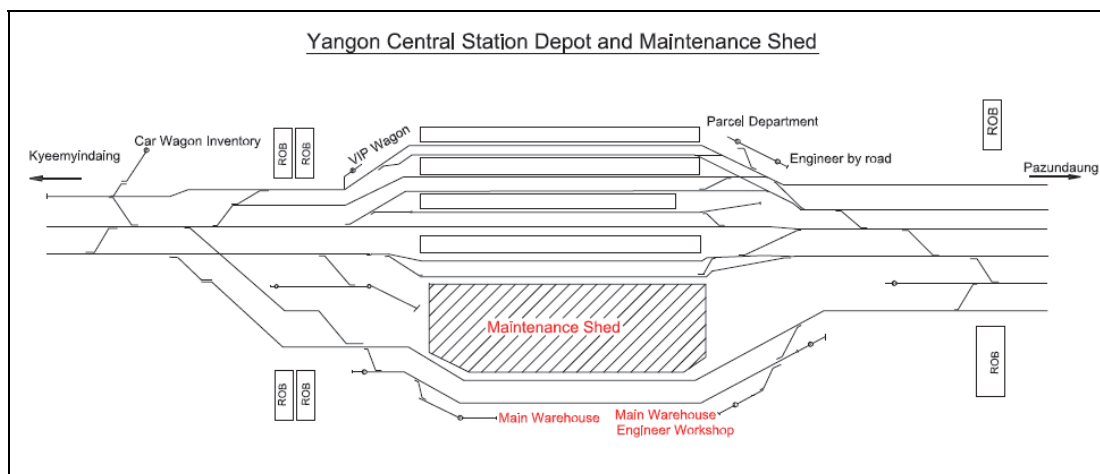 Yangon Central Station Depot and Maintenance Shed
Car Wagon Inventory
Kyeemyindaing
ROB
ROB
VIP Wagon
Parcel Department
Engineer by road
ROB
Pazundaung
Maintenance Shed
ROB
ROB
Main Warehouse
Main Warehouse
Engineer Workshop
ROB